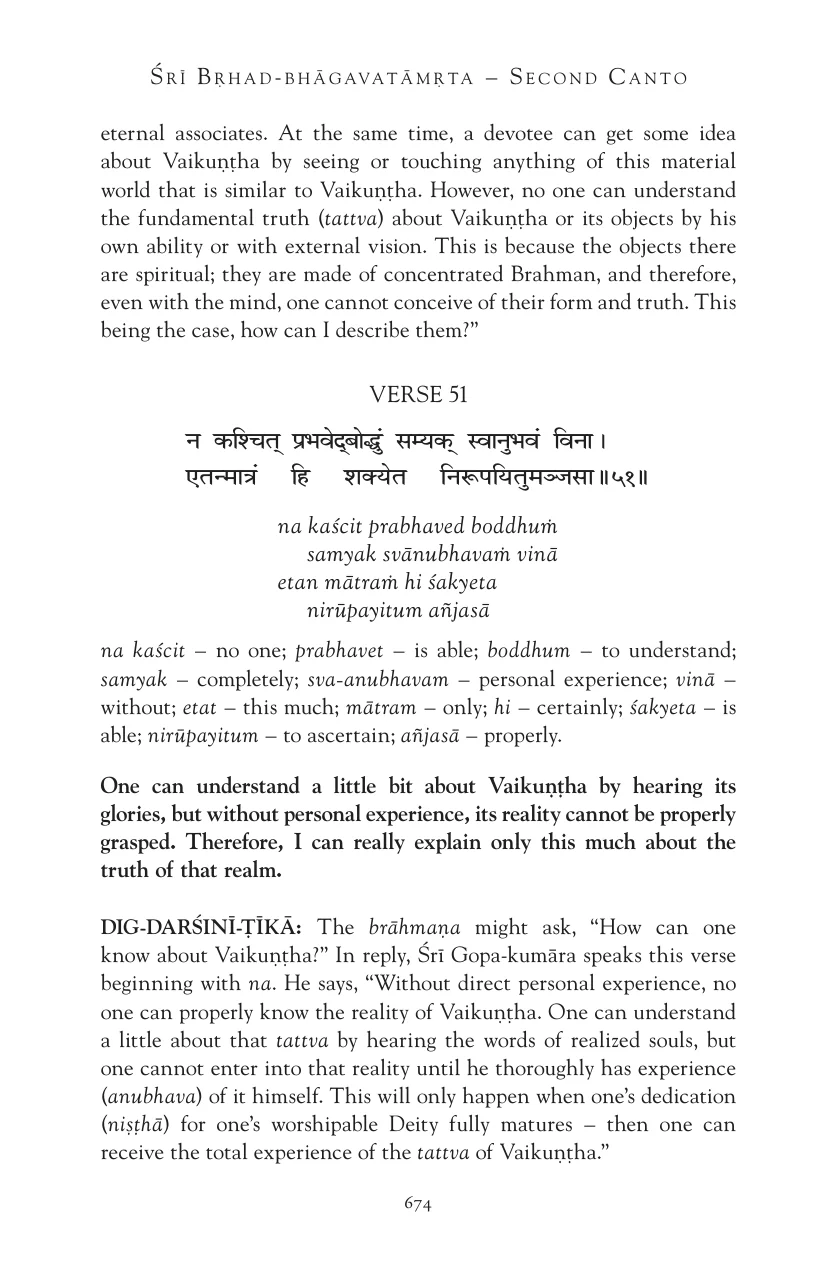 ŚRĪ BṚHAD-BHĀGAVATĀMṚTA – SECOND CANTO
eternal associates. At the same time, a devotee can get some idea
about Vaikuṇṭha by seeing or touching anything of this material
world that is similar to Vaikuṇṭha. However, no one can understand
the fundamental truth (tattva) about Vaikuṇṭha or its objects by his
own ability or with external vision. This is because the objects there
are spiritual; they are made of concentrated Brahman, and therefore,
even with the mind, one cannot conceive of their form and truth. This
being the case, how can I describe them?”
VERSE 51
न कश्चित् प्रभवेद्बोद्धुं सम्यक् स्वानुभवं विना।
एतन्मात्रं हि शक्येत निरूपयितुमञ्जसा॥५१॥
na kaścit prabhaved boddhuṁ
samyak svānubhavaṁ vinā
etan mātraṁ hi śakyeta
nirūpayitum añjasā
na kaścit – no one; prabhavet – is able; boddhum – to understand;
samyak – completely; sva-anubhavam – personal experience; vinā –
without; etat – this much; mātram – only; hi – certainly; śakyeta – is
able; nirūpayitum – to ascertain; añjasā – properly.
One can understand a little bit about Vaikuṇṭha by hearing its
glories, but without personal experience, its reality cannot be properly
grasped. Therefore, I can really explain only this much about the
truth of that realm.
DIG-DARŚINĪ-ṬĪKĀ: The brāhmaṇa might ask, “How can one
know about Vaikuṇṭha?” In reply, Śrī Gopa-kumāra speaks this verse
beginning with na. He says, “Without direct personal experience, no
one can properly know the reality of Vaikuṇṭha. One can understand
a little about that tattva by hearing the words of realized souls, but
one cannot enter into that reality until he thoroughly has experience
(anubhava) of it himself. This will only happen when one’s dedication
(niṣṭhā) for one’s worshipable Deity fully matures – then one can
receive the total experience of the tattva of Vaikuṇṭha.”
674